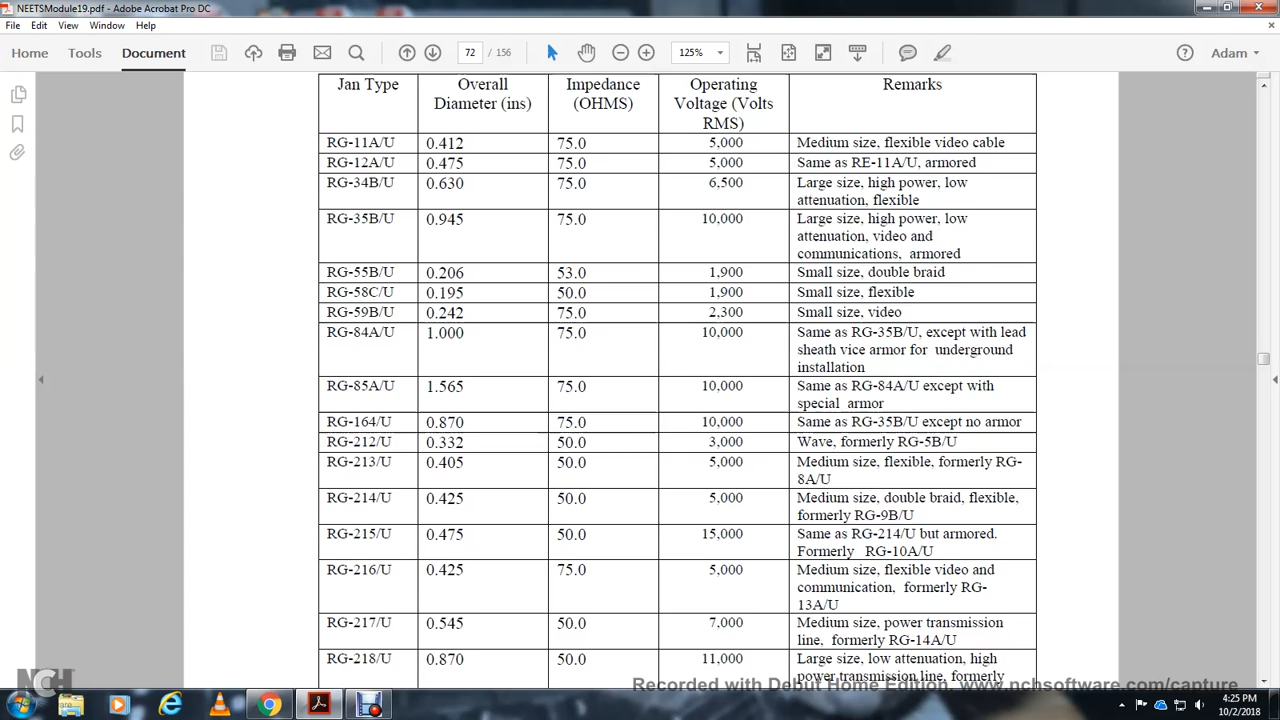 NEETSModule19.pdf - Adobe Acrobat Pro DC
File Edit View Window Help
Home Tools Document 72 / 156 125% Adam
Jan Type Overall Diameter (ins) Impedance (OHMS) Operating Voltage (Volts RMS) Remarks
RG-11A/U 0.412 75.0 5,000 Medium size, flexible video cable
RG-12A/U 0.475 75.0 5,000 Same as RE-11A/U, armored
RG-34B/U 0.630 75.0 6,500 Large size, high power, low
attenuation, flexible
RG-35B/U 0.945 75.0 10,000 Large size, high power, low
attenuation, video and
communications, armored
RG-55B/U 0.206 53.0 1,900 Small size, double braid
RG-58C/U 0.195 50.0 1,900 Small size, flexible
RG-59B/U 0.242 75.0 2,300 Small size, video
RG-84A/U 1.000 75.0 10,000 Same as RG-35B/U, except with lead
sheath vice armor for underground
installation
RG-85A/U 1.565 75.0 10,000 Same as RG-84A/U except with
special armor
RG-164/U 0.870 75.0 10,000 Same as RG-35B/U except no armor
RG-212/U 0.332 50.0 3,000 Wave, formerly RG-5B/U
RG-213/U 0.405 50.0 5,000 Medium size, flexible, formerly RG-
8A/U
RG-214/U 0.425 50.0 5,000 Medium size, double braid, flexible,
formerly RG-9B/U
RG-215/U 0.475 50.0 15,000 Same as RG-214/U but armored.
Formerly RG-10A/U
RG-216/U 0.425 75.0 5,000 Medium size, flexible video and
communication, formerly RG-
13A/U
RG-217/U 0.545 50.0 7,000 Medium size, power transmission
line, formerly RG-14A/U
RG-218/U 0.870 50.0 11,000 Large size, low attenuation, high
power transmission line, formerly
NCH
Recorded with Debut Home Edition. www.nchsoftware.com/capture
4:25 PM
10/2/2018